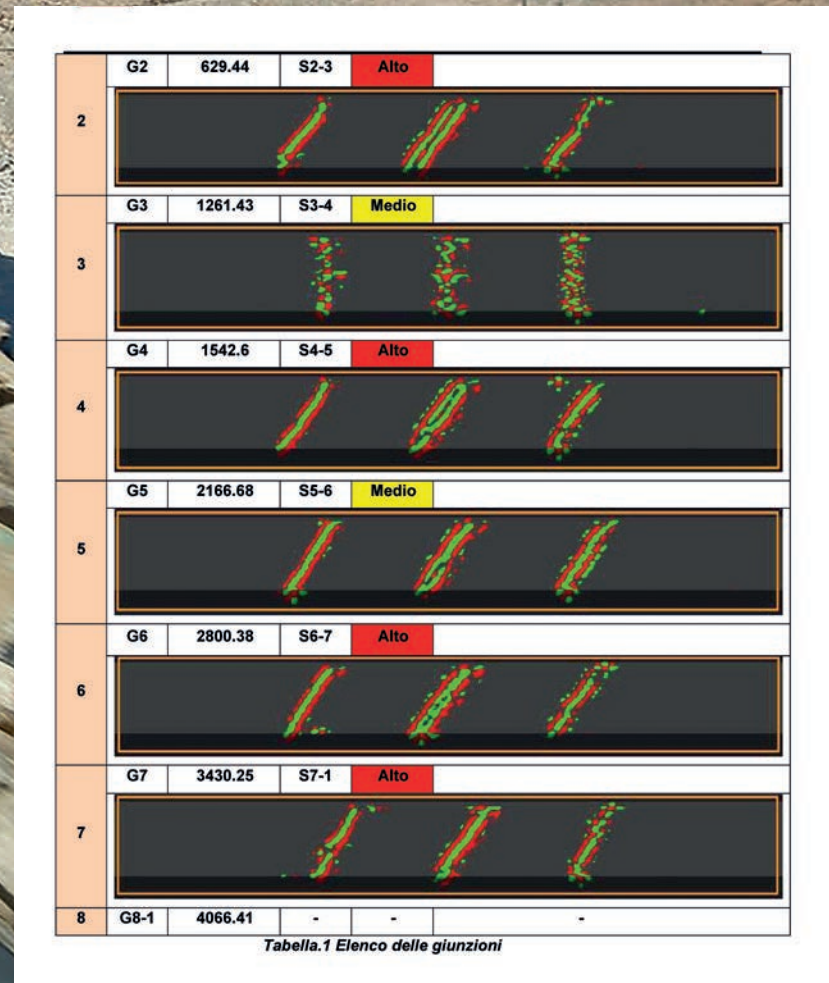 G2 629.44 S2-3 Alto
2
G3 1261.43 S3-4 Medio
3
G4 1542.6 S4-5 Alto
4
G5 2166.68 S5-6 Medio
5
G6 2800.38 S6-7 Alto
6
G7 3430.25 S7-1 Alto
7
8 G8-1 4066.41 - - -
Tabella.1 Elenco delle giunzioni